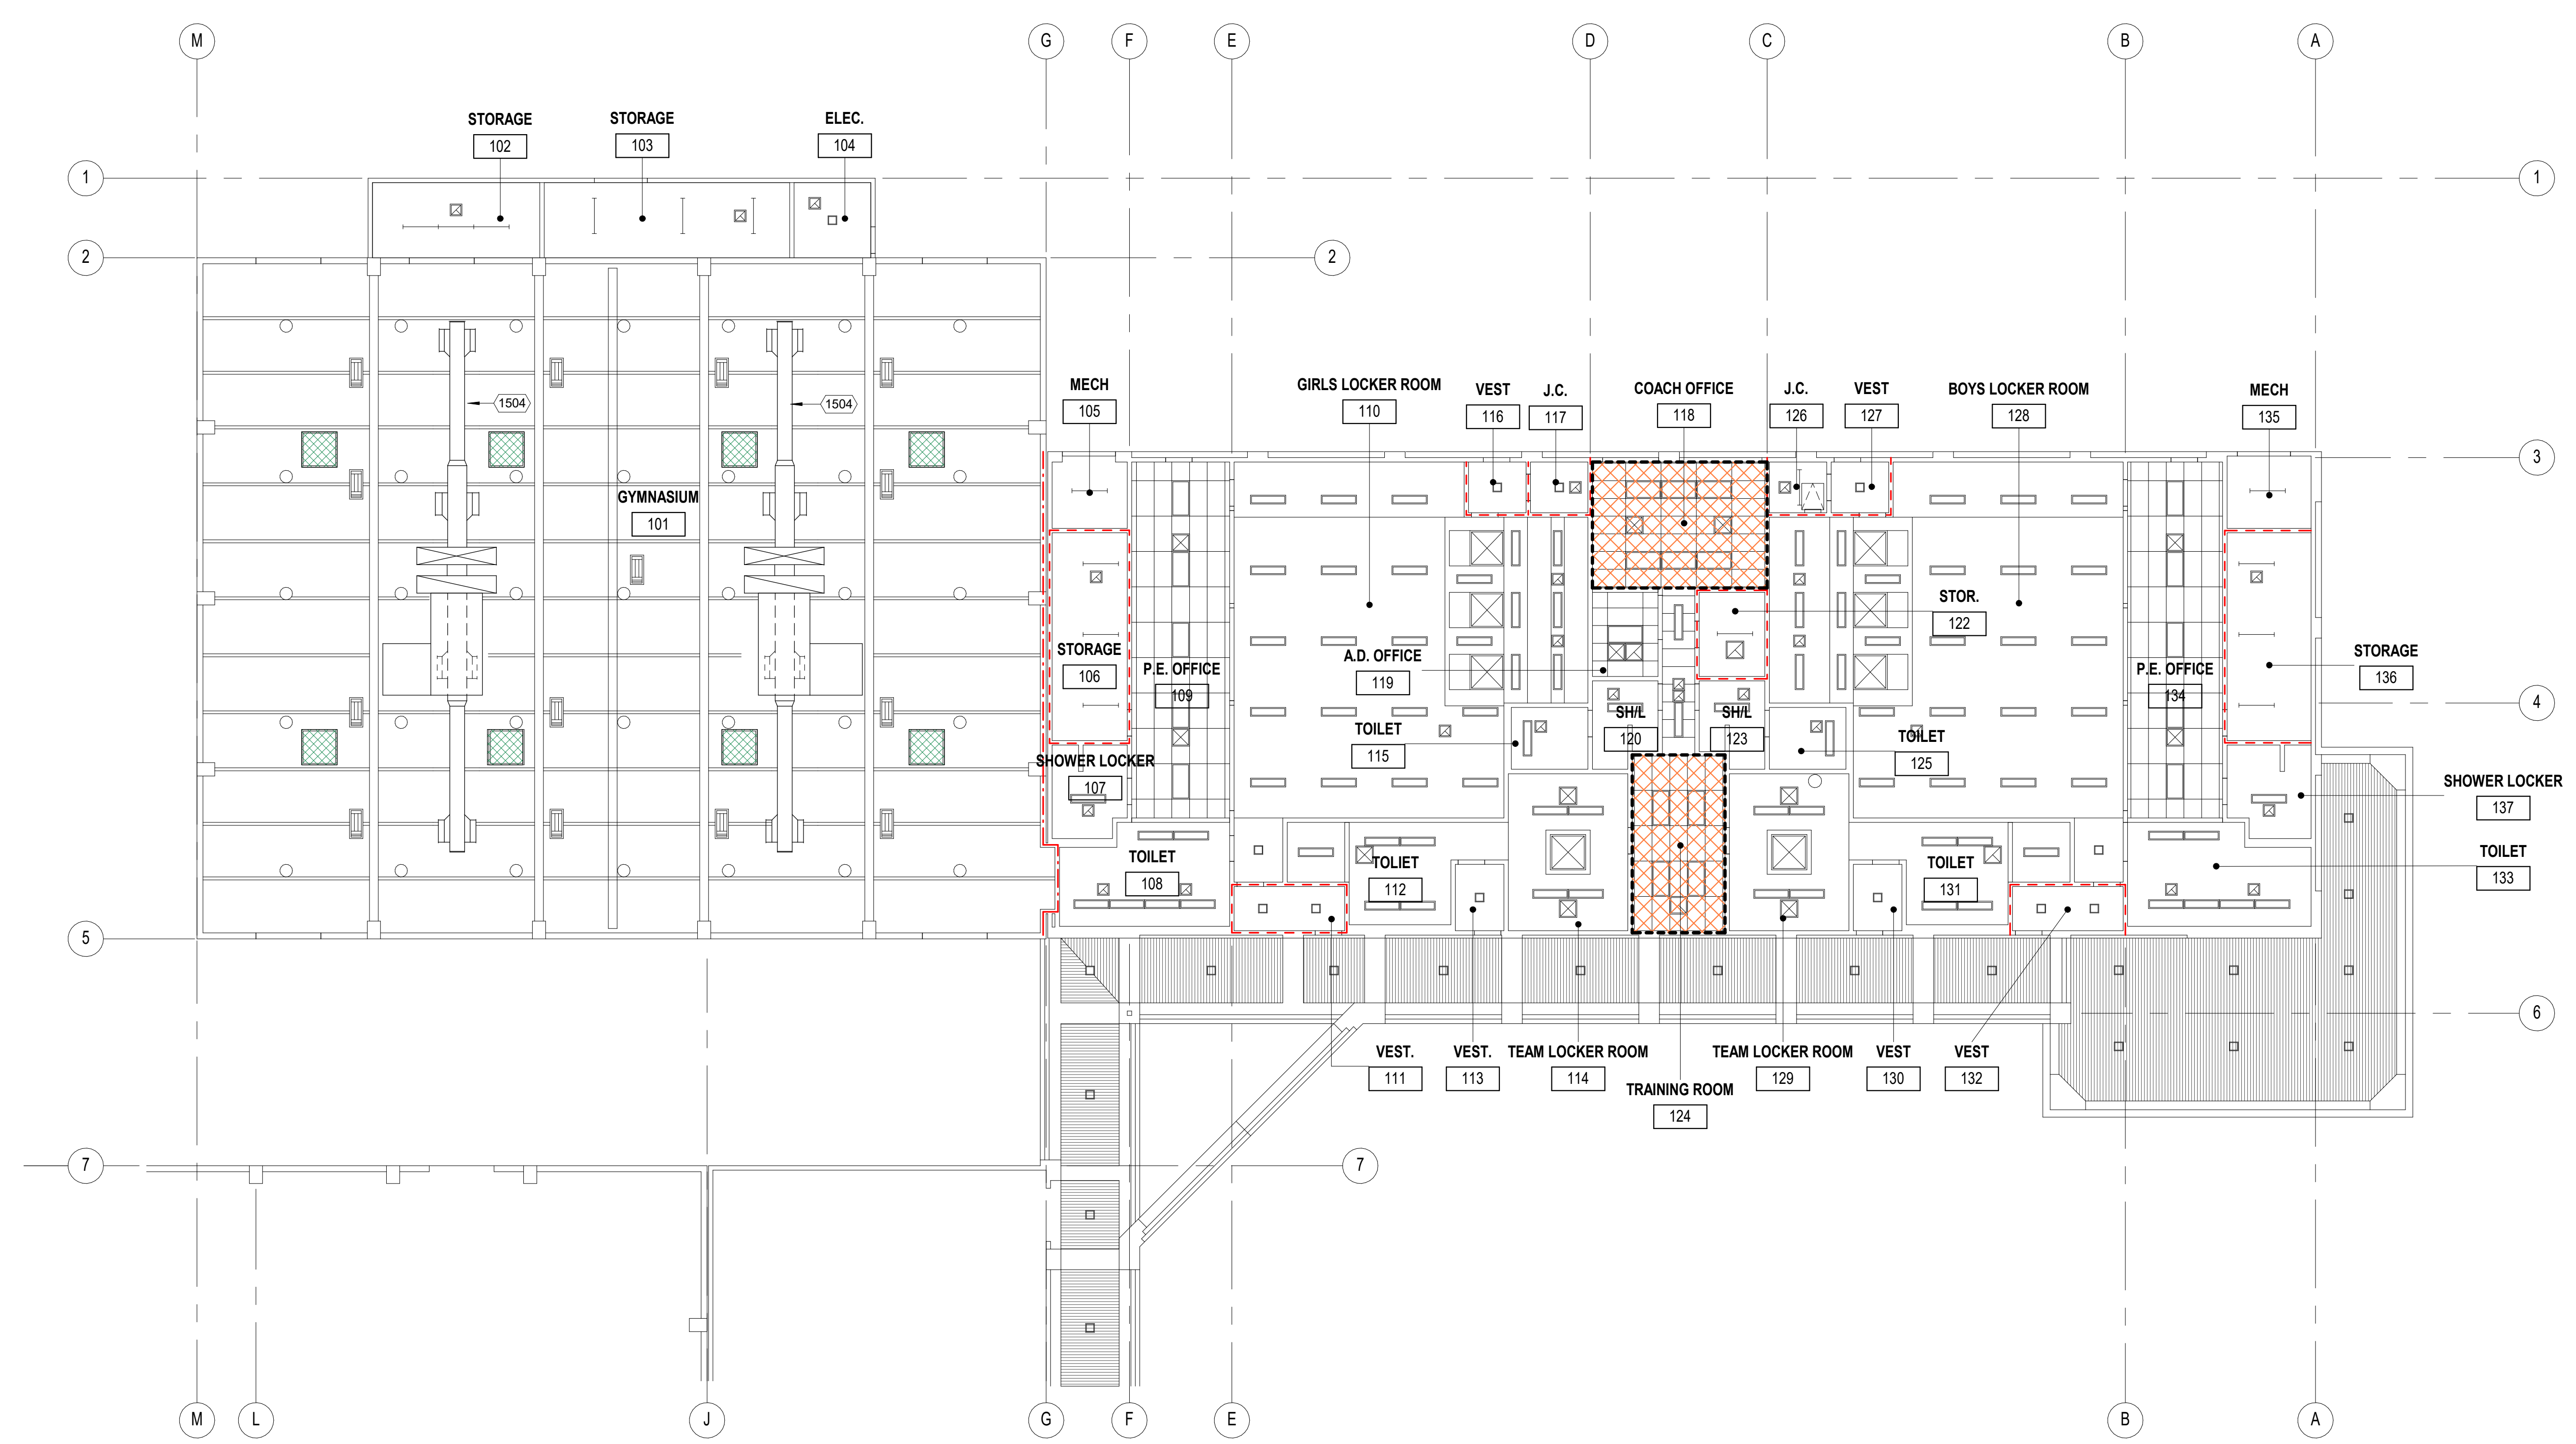 M
G
F
E
D
C
B
A
STORAGE
102
STORAGE
103
ELEC.
104
1
1
2
2
MECH
105
GIRLS LOCKER ROOM
110
VEST
116
J.C.
117
COACH OFFICE
118
J.C.
126
VEST
127
BOYS LOCKER ROOM
128
MECH
135
1504
1504
3
GYMNASIUM
101
STOR.
122
STORAGE
106
P.E. OFFICE
109
A.D. OFFICE
119
P.E. OFFICE
134
STORAGE
136
4
TOILET
115
SH/L
120
SH/L
123
TOILET
125
SHOWER LOCKER
107
SHOWER LOCKER
137
TOILET
108
TOLIET
112
TOILET
131
TOILET
133
5
6
VEST.
111
VEST.
113
TEAM LOCKER ROOM
114
TRAINING ROOM
124
TEAM LOCKER ROOM
129
VEST
130
VEST
132
7
7
M
L
J
G
F
E
B
A